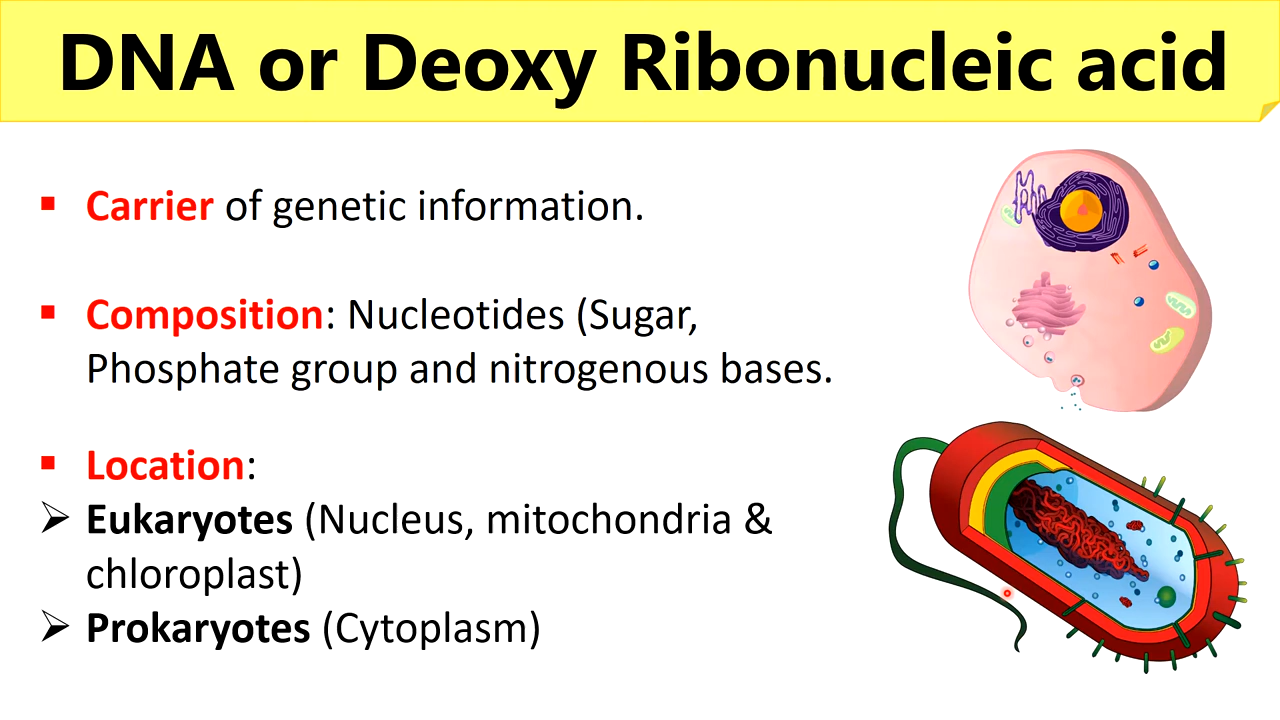 DNA or Deoxy Ribonucleic acid
▪ Carrier of genetic information.
▪ Composition: Nucleotides (Sugar,
Phosphate group and nitrogenous bases.
▪ Location:
➢ Eukaryotes (Nucleus, mitochondria &
chloroplast)
➢ Prokaryotes (Cytoplasm)